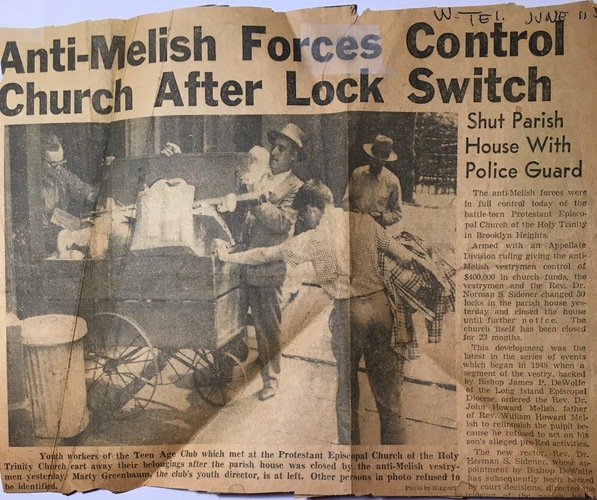 W-TEl. JUNE 11
Anti-Melish Forces Control
Church After Lock Switch
Shut Parish
House With
Police Guard
The anti-Melish forces were
in full control today of the
battle-torn Protestant Episco-
pal Church of the Holy Trinity
in Brooklyn Heights.
Armed with an Appellate
Division ruling giving the anti-
Melish vestrymen control of
$400,000 in church funds, the
vestrymen and the Rev. Dr.
Norman S. Sidener changed 30
locks in the parish house yes-
terday and closed the house
until further notice. The
church itself has been closed
for 23 months.
This development was the
latest in the series of events
which began in 1948 when a
segment of the vestry, backed
by Bishop James P. DeWolfe
of the Long Island Episcopal
Diocese, ordered the Rev. Dr.
John Howard Melish, father
of Rev. William Howard Mel-
ish to relinquish the pulpit be-
cause he refused to act on his
son's alleged pro-Red activities.
The new rector, Rev. Dr.
Herman S. Sidener, whose ap-
pointment by Bishop DeWolfe
has been subsequently backed
by court decisions, directed the
Youth workers of the Teen Age Club which met at the Protestant Episcopal Church of the Holy
Trinity Church cart away their belongings after the parish house was closed by the anti-Melish vestry-
men yesterday. Marty Greenbaum, the club's youth director, is at left. Other persons in photo refused to
be identified.
Photo by